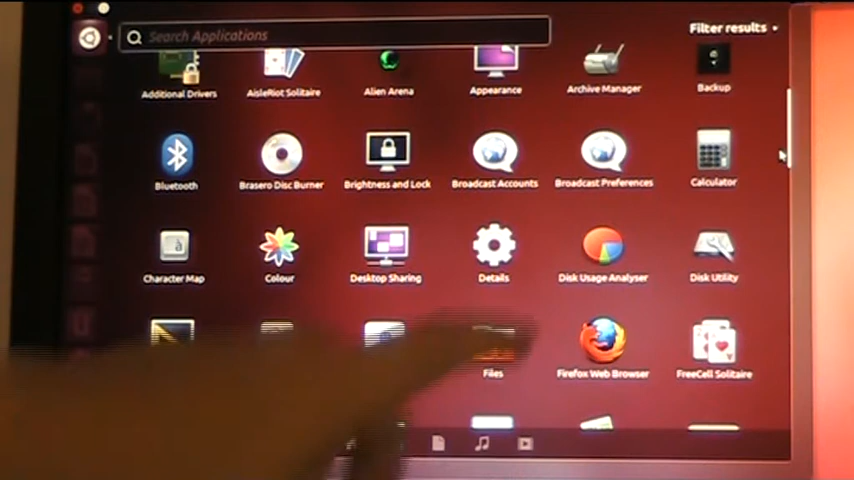 Search Applications
Filter results
Additional Drivers
AisleRiot Solitaire
Alien Arena
Appearance
Archive Manager
Backup
Bluetooth
Brasero Disc Burner
Brightness and Lock
Broadcast Accounts
Broadcast Preferences
Calculator
Character Map
Colour
Desktop Sharing
Details
Disk Usage Analyser
Disk Utility
Files
Firefox Web Browser
FreeCell Solitaire